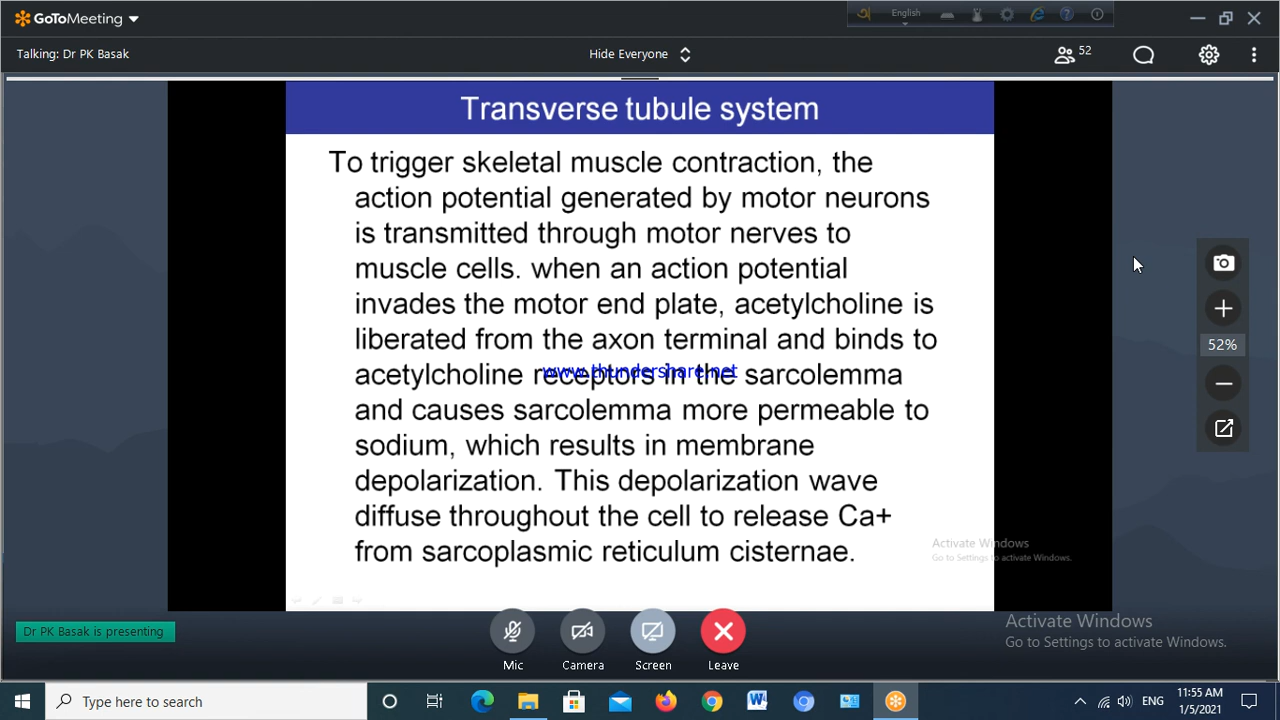 GoToMeeting
English
Talking: Dr PK Basak
Hide Everyone
52
Transverse tubule system
To trigger skeletal muscle contraction, the
action potential generated by motor neurons
is transmitted through motor nerves to
muscle cells. when an action potential
invades the motor end plate, acetylcholine is
liberated from the axon terminal and binds to
acetylcholine receptors in the sarcolemma
www.thundershare.net
and causes sarcolemma more permeable to
sodium, which results in membrane
depolarization. This depolarization wave
diffuse throughout the cell to release Ca+
from sarcoplasmic reticulum cisternae.
52%
Activate Windows
Go to Settings to activate Windows.
Dr PK Basak is presenting
Activate Windows
Go to Settings to activate Windows.
Mic
Camera
Screen
Leave
Type here to search
ENG
11:55 AM
1/5/2021